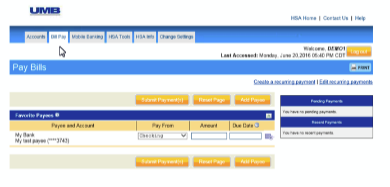 UMB
HSA Home | Contact Us | Help
Accounts Bill Pay Mobile Banking HSA Tools HSA Info Change Settings
Welcome, DEMO1
Last Accessed: Monday, June 20, 2016 05:40 PM CDT
Log Out
Pay Bills
PRINT
Create a recurring payment | Edit recurring payments
Submit Payment(s) Reset Page Add Payee
Pending Payments
You have no pending payments.
Favorite Payees
Recent Payments
Payee and Account Pay From Amount Due Date
You have no recent payments.
My Bank
My test payee (****3743)
Checking
Submit Payment(s) Reset Page Add Payee